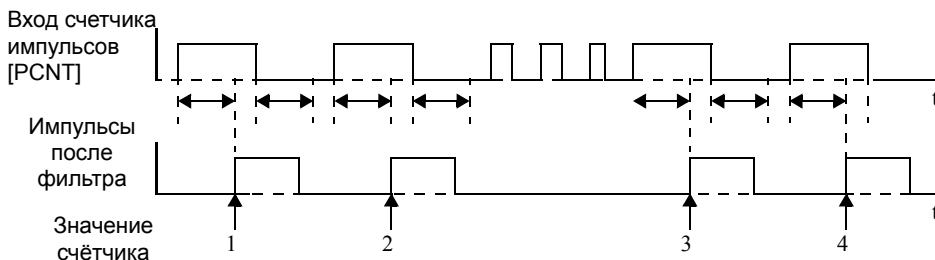 Вход счетчика
импульсов
[PCNT]
t
Импульсы
после
фильтра
t
Значение
счётчика
1
2
3
4